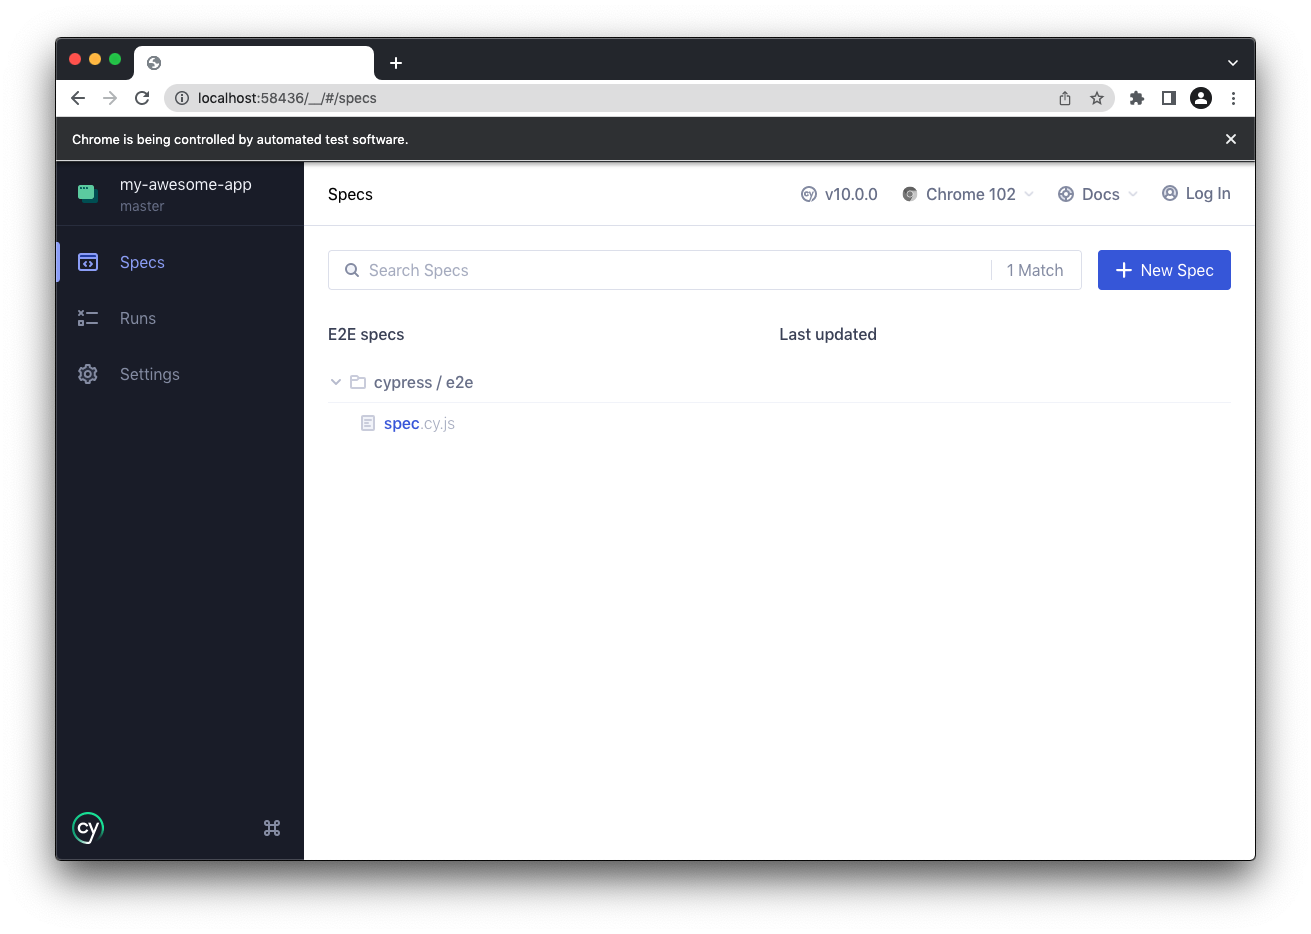 localhost:58436/__/#/specs
Chrome is being controlled by automated test software.
my-awesome-app
master
Specs
Runs
Settings
cy
Specs
cy v10.0.0
Chrome 102
Docs
Log In
Search Specs
1 Match
New Spec
E2E specs
Last updated
cypress / e2e
spec.cy.js